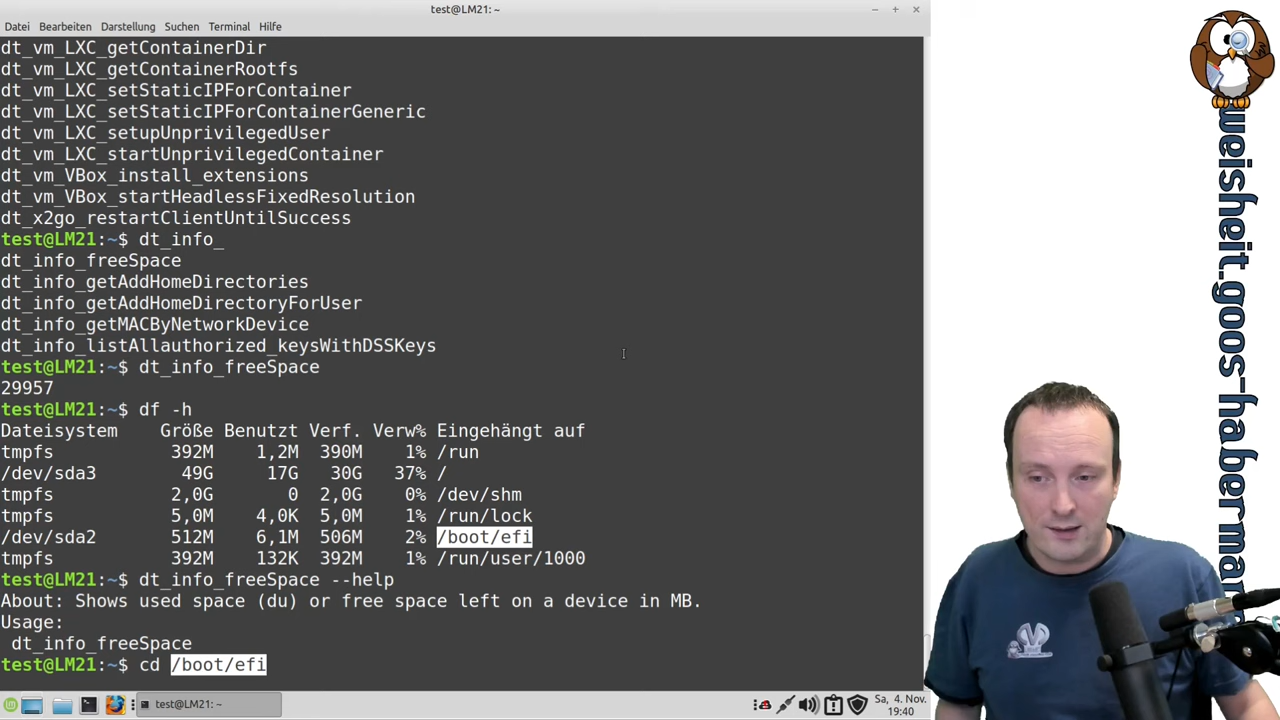 test@LM21: ~
Datei Bearbeiten Darstellung Suchen Terminal Hilfe
dt_vm_LXC_getContainerDir
dt_vm_LXC_getContainerRootfs
dt_vm_LXC_setStaticIPForContainer
dt_vm_LXC_setStaticIPForContainerGeneric
dt_vm_LXC_setupUnprivilegedUser
dt_vm_LXC_startUnprivilegedContainer
dt_vm_VBox_install_extensions
dt_vm_VBox_startHeadlessFixedResolution
dt_x2go_restartClientUntilSuccess
test@LM21:~$ dt_info_
dt_info_freeSpace
dt_info_getAddHomeDirectories
dt_info_getAddHomeDirectoryForUser
dt_info_getMACByNetworkDevice
dt_info_listAllauthorized_keysWithDSSKeys
test@LM21:~$ dt_info_freeSpace
29957
test@LM21:~$ df -h
Dateisystem Größe Benutzt Verf. Verw% Eingehängt auf
tmpfs 392M 1,2M 390M 1% /run
/dev/sda3 49G 17G 30G 37% /
tmpfs 2,0G 0 2,0G 0% /dev/shm
tmpfs 5,0M 4,0K 5,0M 1% /run/lock
/dev/sda2 512M 6,1M 506M 2% /boot/efi
tmpfs 392M 132K 392M 1% /run/user/1000
test@LM21:~$ dt_info_freeSpace --help
About: Shows used space (du) or free space left on a device in MB.
Usage:
dt_info_freeSpace
test@LM21:~$ cd /boot/efi
test@LM21: ~
Sa, 4. Nov.
19:40
weisheit.goos-haberman